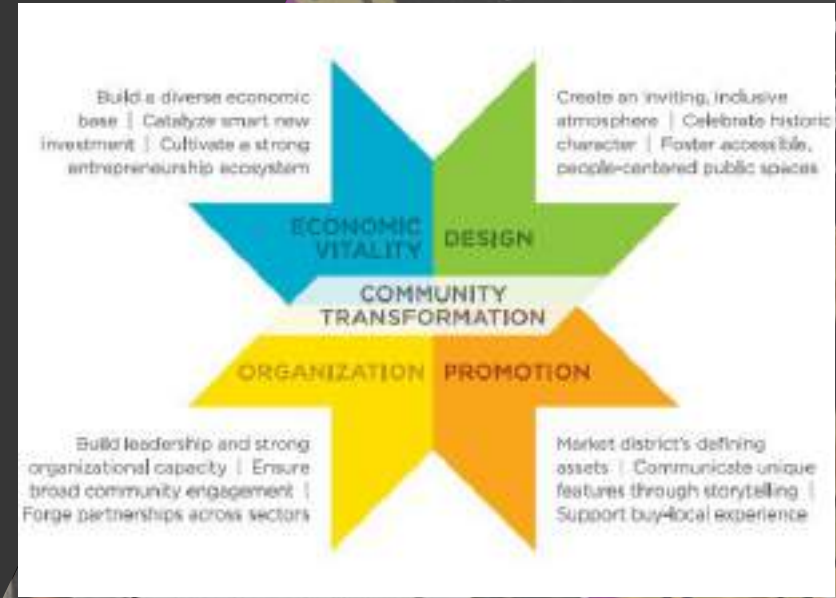 Build a diverse economic
base | Catalyze smart new
investment | Cultivate a strong
entrepreneurship ecosystem
Create an inviting, inclusive
atmosphere | Celebrate historic
character | Foster accessible,
people-centered public spaces
ECONOMIC
VITALITY
DESIGN
COMMUNITY
TRANSFORMATION
ORGANIZATION
PROMOTION
Build leadership and strong
organizational capacity | Ensure
broad community engagement |
Forge partnerships across sectors
Market district's defining
assets | Communicate unique
features through storytelling |
Support buy-local experience